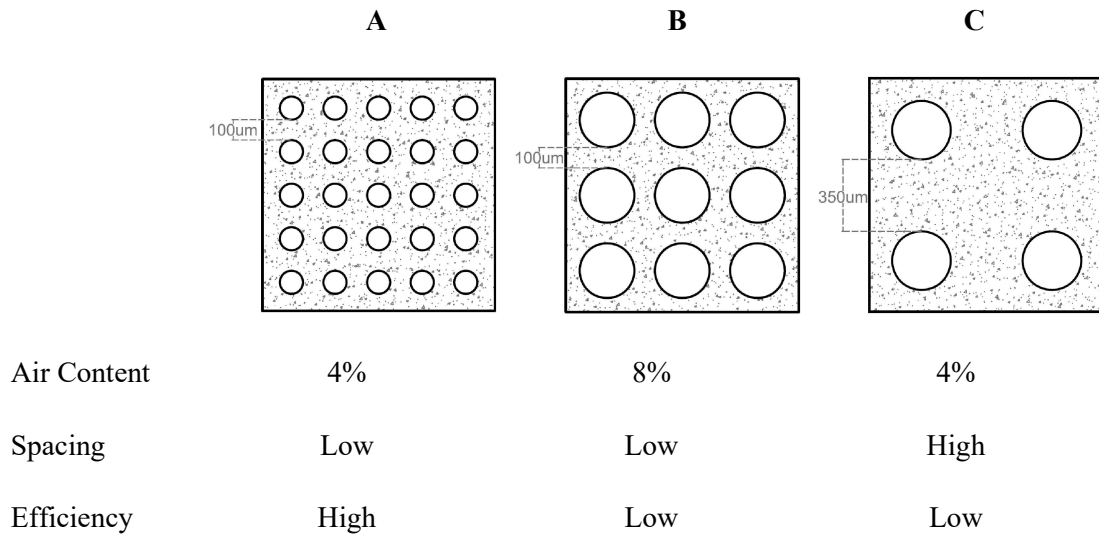 A B C
100um
100um
350um
Air Content 4% 8% 4%
Spacing Low Low High
Efficiency High Low Low